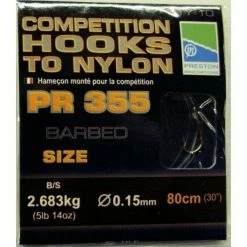 COMPETITION
HOOKS
TO NYLON
Hameçon monté pour la compétition
PRESTON
PR 355
BARBED
SIZE
B/S
2.683kg
(5lb 14oz)
Ø0.15mm
80cm (30")